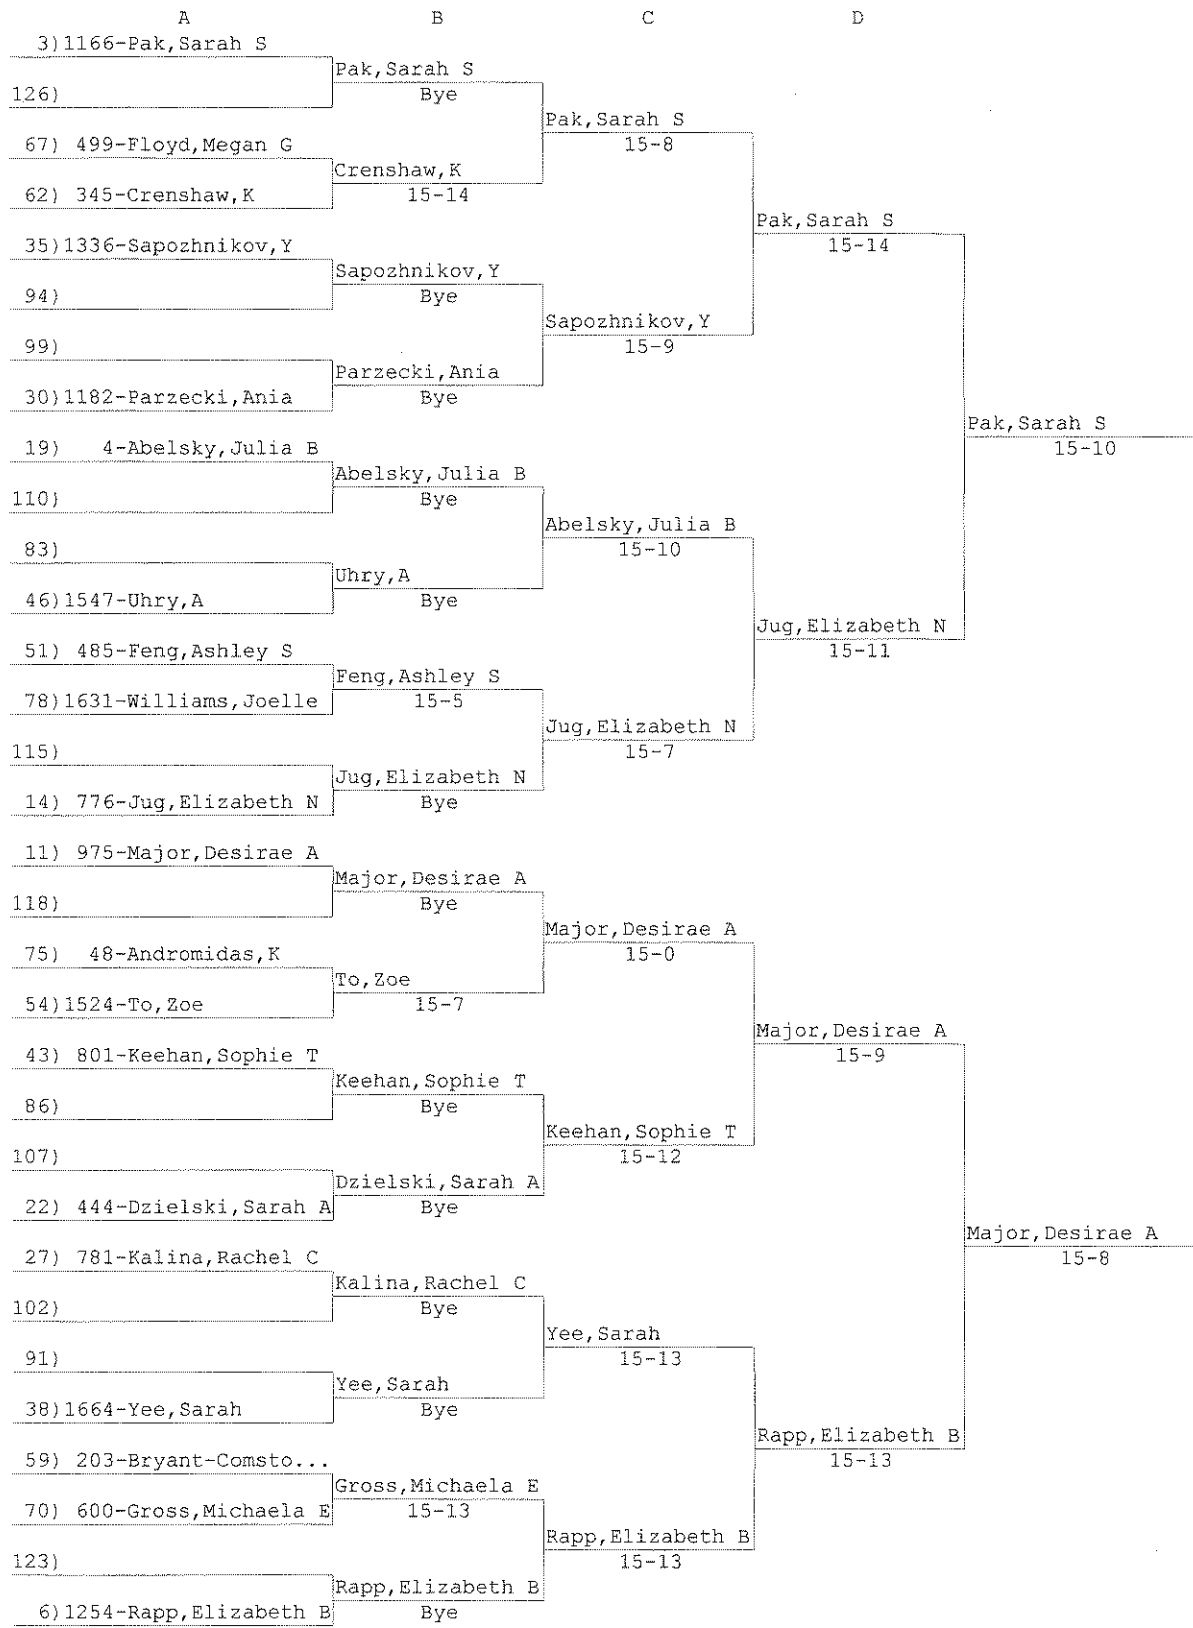 A B C D
3)1166-Pak,Sarah S
Pak,Sarah S
126) Bye
Pak,Sarah S
67) 499-Floyd,Megan G 15-8
Crenshaw,K
62) 345-Crenshaw,K 15-14
Pak,Sarah S
35)1336-Sapozhnikov,Y 15-14
Sapozhnikov,Y
94) Bye
Sapozhnikov,Y
99) 15-9
Parzecki,Ania
30)1182-Parzecki,Ania Bye
Pak,Sarah S
19) 4-Abelsky,Julia B 15-10
Abelsky,Julia B
110) Bye
Abelsky,Julia B
83) 15-10
Uhry,A
46)1547-Uhry,A Bye
Jug,Elizabeth N
51) 485-Feng,Ashley S 15-11
Feng,Ashley S
78)1631-Williams,Joelle 15-5
Jug,Elizabeth N
115) 15-7
Jug,Elizabeth N
14) 776-Jug,Elizabeth N Bye
11) 975-Major,Desirae A
Major,Desirae A
118) Bye
Major,Desirae A
75) 48-Andromidas,K 15-0
To,Zoe
54)1524-To,Zoe 15-7
Major,Desirae A
43) 801-Keehan,Sophie T 15-9
Keehan,Sophie T
86) Bye
Keehan,Sophie T
107) 15-12
Dzielski,Sarah A
22) 444-Dzielski,Sarah A Bye
Major,Desirae A
27) 781-Kalina,Rachel C 15-8
Kalina,Rachel C
102) Bye
Yee,Sarah
91) 15-13
Yee,Sarah
38)1664-Yee,Sarah Bye
Rapp,Elizabeth B
59) 203-Bryant-Comsto... 15-13
Gross,Michaela E
70) 600-Gross,Michaela E 15-13
Rapp,Elizabeth B
123) 15-13
Rapp,Elizabeth B
6)1254-Rapp,Elizabeth B Bye